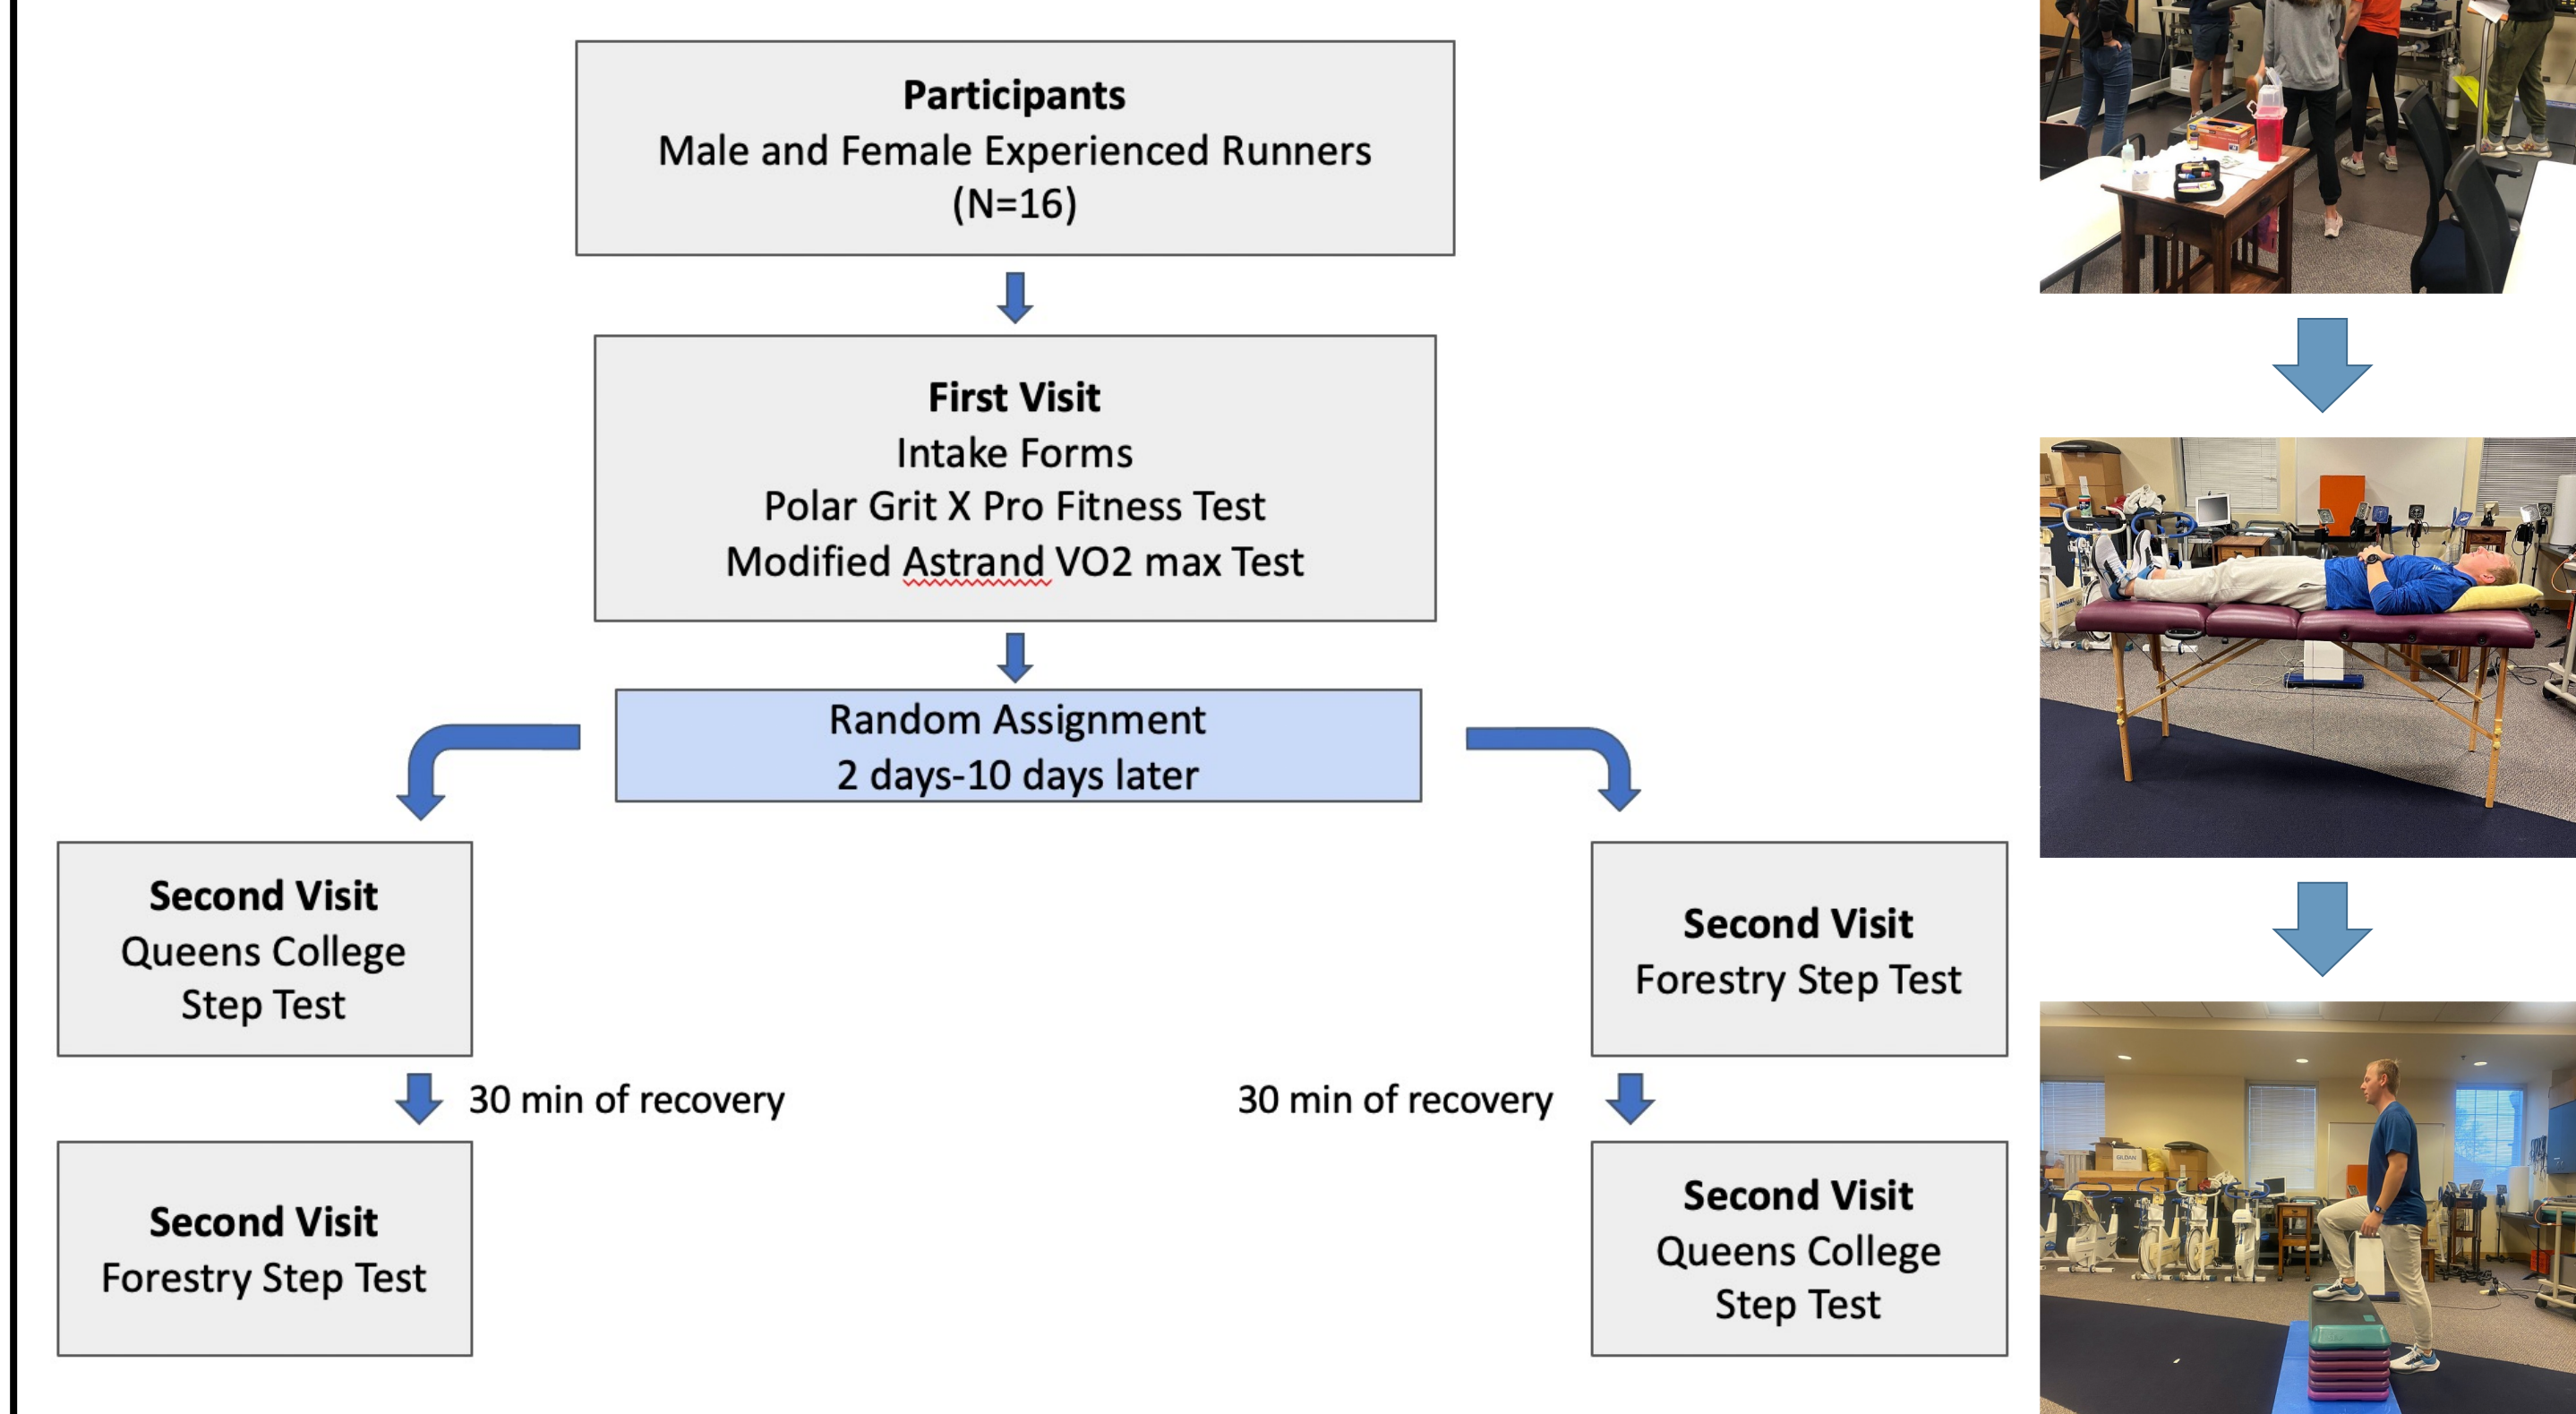 Participants
Male and Female Experienced Runners
(N=16)
First Visit
Intake Forms
Polar Grit X Pro Fitness Test
Modified Astrand VO2 max Test
Random Assignment
2 days-10 days later
Second Visit
Queens College
Step Test
30 min of recovery
Second Visit
Forestry Step Test
Second Visit
Forestry Step Test
30 min of recovery
Second Visit
Queens College
Step Test